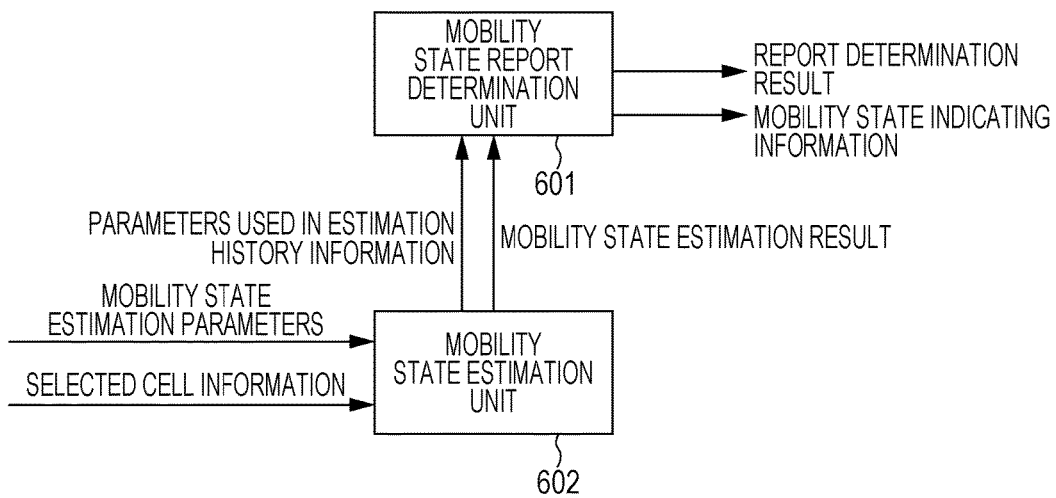 MOBILITY
STATE REPORT
DETERMINATION
UNIT
REPORT DETERMINATION
RESULT
MOBILITY STATE INDICATING
INFORMATION
601
PARAMETERS USED IN ESTIMATION
HISTORY INFORMATION
MOBILITY STATE ESTIMATION RESULT
MOBILITY STATE
ESTIMATION PARAMETERS
SELECTED CELL INFORMATION
MOBILITY
STATE ESTIMATION
UNIT
602